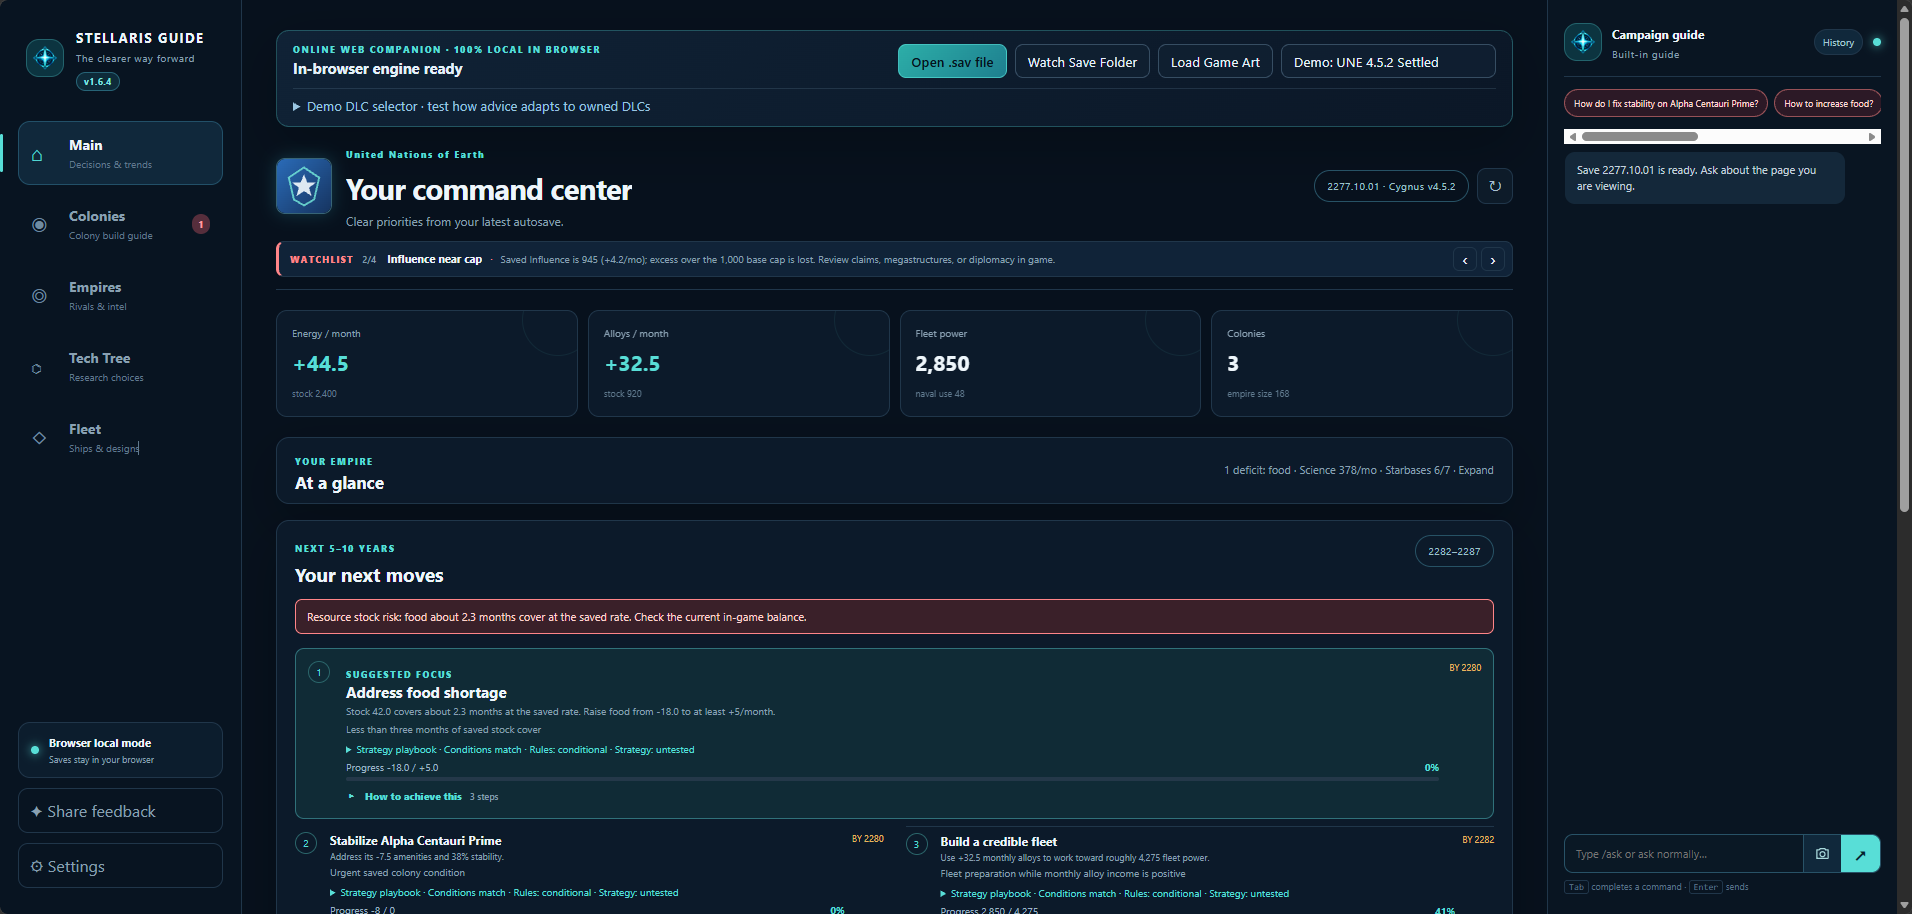 STELLARIS GUIDE
The clearer way forward
v1.6.4
Main
Decisions & trends
Colonies
Colony build guide
1
Empires
Rivals & intel
Tech Tree
Research choices
Fleet
Ships & designs
Browser local mode
Saves stay in your browser
Share feedback
Settings
ONLINE WEB COMPANION · 100% LOCAL IN BROWSER
In-browser engine ready
Open .sav file
Watch Save Folder
Load Game Art
Demo: UNE 4.5.2 Settled
Demo DLC selector · test how advice adapts to owned DLCs
United Nations of Earth
Your command center
Clear priorities from your latest autosave.
2277.10.01 · Cygnus v4.5.2
WATCHLIST 2/4 Influence near cap · Saved Influence is 945 (+4.2/mo); excess over the 1,000 base cap is lost. Review claims, megastructures, or diplomacy in game.
Energy / month
+44.5
stock 2,400
Alloys / month
+32.5
stock 920
Fleet power
2,850
naval use 48
Colonies
3
empire size 168
YOUR EMPIRE
At a glance
1 deficit: food · Science 378/mo · Starbases 6/7 · Expand
NEXT 5–10 YEARS
Your next moves
2282–2287
Resource stock risk: food about 2.3 months cover at the saved rate. Check the current in-game balance.
1
SUGGESTED FOCUS
BY 2280
Address food shortage
Stock 42.0 covers about 2.3 months at the saved rate. Raise food from -18.0 to at least +5/month.
Less than three months of saved stock cover
Strategy playbook · Conditions match · Rules: conditional · Strategy: untested
Progress -18.0 / +5.0
0%
How to achieve this 3 steps
2
Stabilize Alpha Centauri Prime
BY 2280
Address its -7.5 amenities and 38% stability.
Urgent saved colony condition
Strategy playbook · Conditions match · Rules: conditional · Strategy: untested
Progress -8 / 0
0%
3
Build a credible fleet
BY 2282
Use +32.5 monthly alloys to work toward roughly 4,275 fleet power.
Fleet preparation while monthly alloy income is positive
Strategy playbook · Conditions match · Rules: conditional · Strategy: untested
Progress 2,850 / 4,275
41%
Campaign guide
Built-in guide
History
How do I fix stability on Alpha Centauri Prime?
How to increase food?
Save 2277.10.01 is ready. Ask about the page you
are viewing.
Type /ask or ask normally...
Tab completes a command · Enter sends